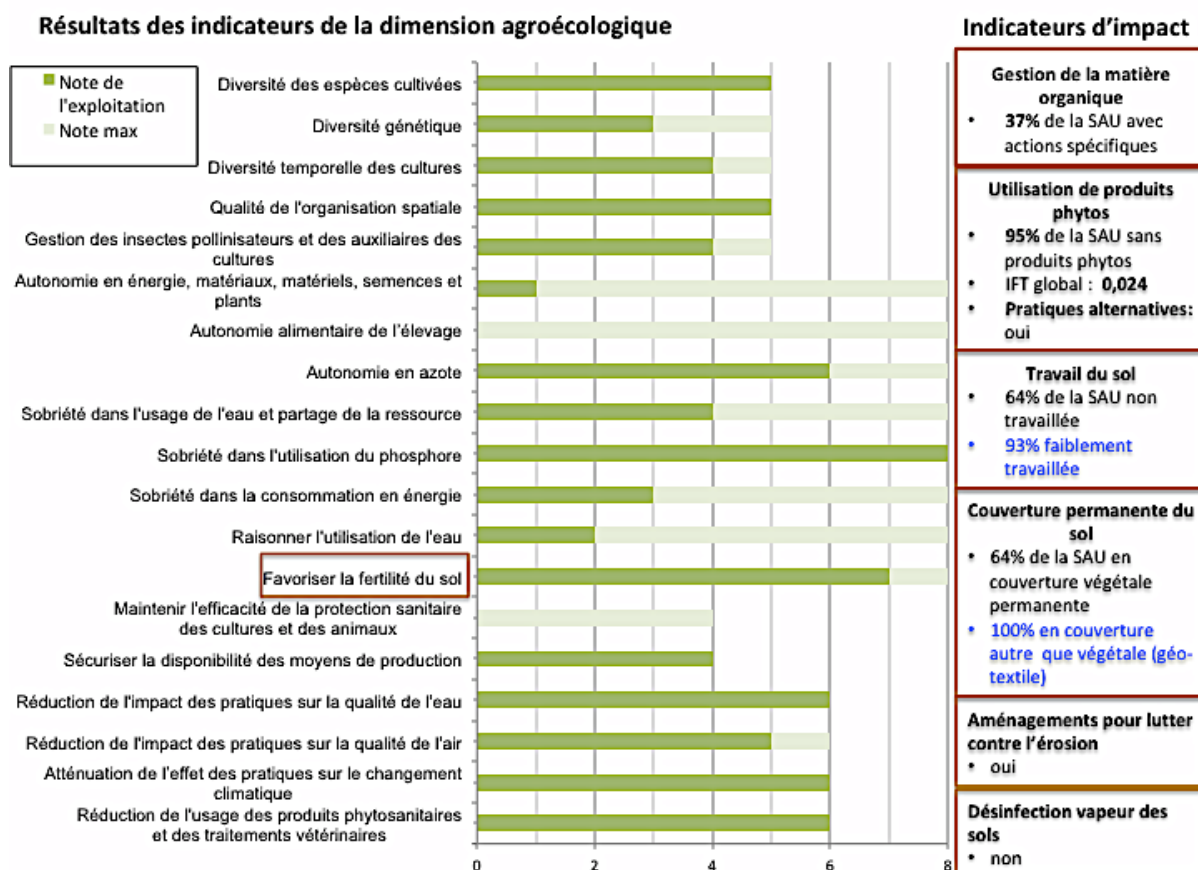 Résultats des indicateurs de la dimension agroécologique
Note de
l'exploitation
Note max
Diversité des espèces cultivées
Diversité génétique
Diversité temporelle des cultures
Qualité de l'organisation spatiale
Gestion des insectes pollinisateurs et des auxiliaires des
cultures
Autonomie en énergie, matériaux, matériels, semences et
plants
Autonomie alimentaire de l'élevage
Autonomie en azote
Sobriété dans l'usage de l'eau et partage de la ressource
Sobriété dans l'utilisation du phosphore
Sobriété dans la consommation en énergie
Raisonner l'utilisation de l'eau
Favoriser la fertilité du sol
Maintenir l'efficacité de la protection sanitaire
des cultures et des animaux
Sécuriser la disponibilité des moyens de production
Réduction de l'impact des pratiques sur la qualité de l'eau
Réduction de l'impact des pratiques sur la qualité de l'air
Atténuation de l'effet des pratiques sur le changement
climatique
Réduction de l'usage des produits phytosanitaires
et des traitements vétérinaires
0 2 4 6 8
Indicateurs d'impact
Gestion de la matière
organique
• 37% de la SAU avec
actions spécifiques
Utilisation de produits
phytos
• 95% de la SAU sans
produits phytos
• IFT global : 0,024
• Pratiques alternatives:
oui
Travail du sol
• 64% de la SAU non
travaillée
• 93% faiblement
travaillée
Couverture permanente du
sol
• 64% de la SAU en
couverture végétale
permanente
• 100% en couverture
autre que végétale (géo-
textile)
Aménagements pour lutter
contre l'érosion
• oui
Désinfection vapeur des
sols
• non